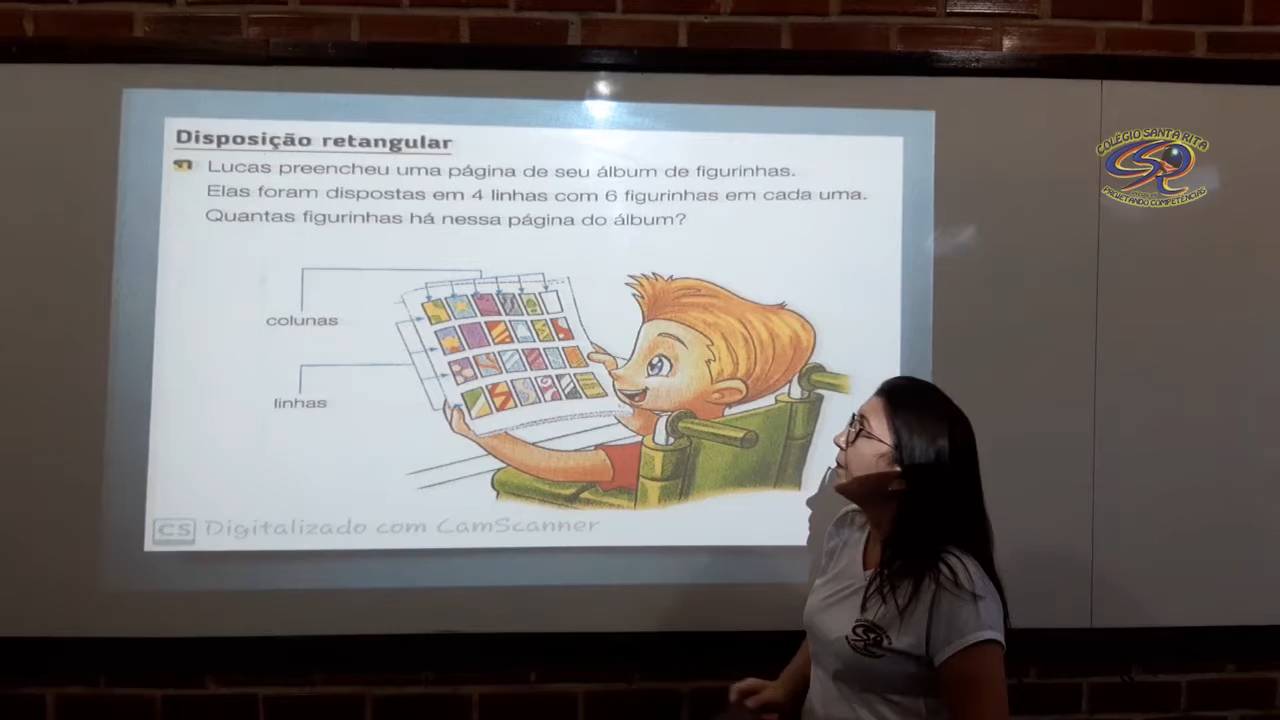 Disposição retangular
Lucas preencheu uma página de seu álbum de figurinhas.
Elas foram dispostas em 4 linhas com 6 figurinhas em cada uma.
Quantas figurinhas há nessa página do álbum?
colunas
linhas
CS Digitalizado com CamScanner
COLÉGIO SANTA RITA
PROJETANDO COMPETÊNCIAS